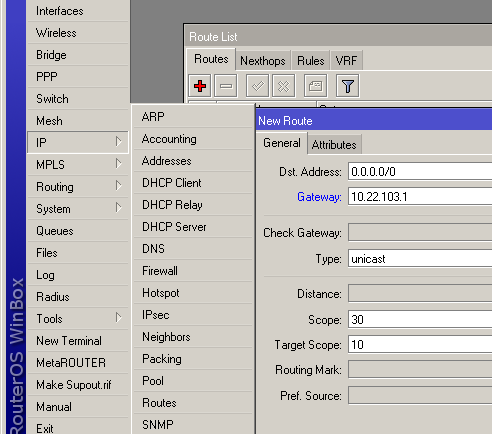 RouterOS WinBox
Interfaces
Wireless
Bridge
PPP
Switch
Mesh
IP
MPLS
Routing
System
Queues
Files
Log
Radius
Tools
New Terminal
MetaROUTER
Make Supout.rif
Manual
Exit
ARP
Accounting
Addresses
DHCP Client
DHCP Relay
DHCP Server
DNS
Firewall
Hotspot
IPsec
Neighbors
Packing
Pool
Routes
SNMP
Route List
Routes Nexthops Rules VRF
New Route
General Attributes
Dst. Address: 0.0.0.0/0
Gateway: 10.22.103.1
Check Gateway:
Type: unicast
Distance:
Scope: 30
Target Scope: 10
Routing Mark:
Pref. Source: